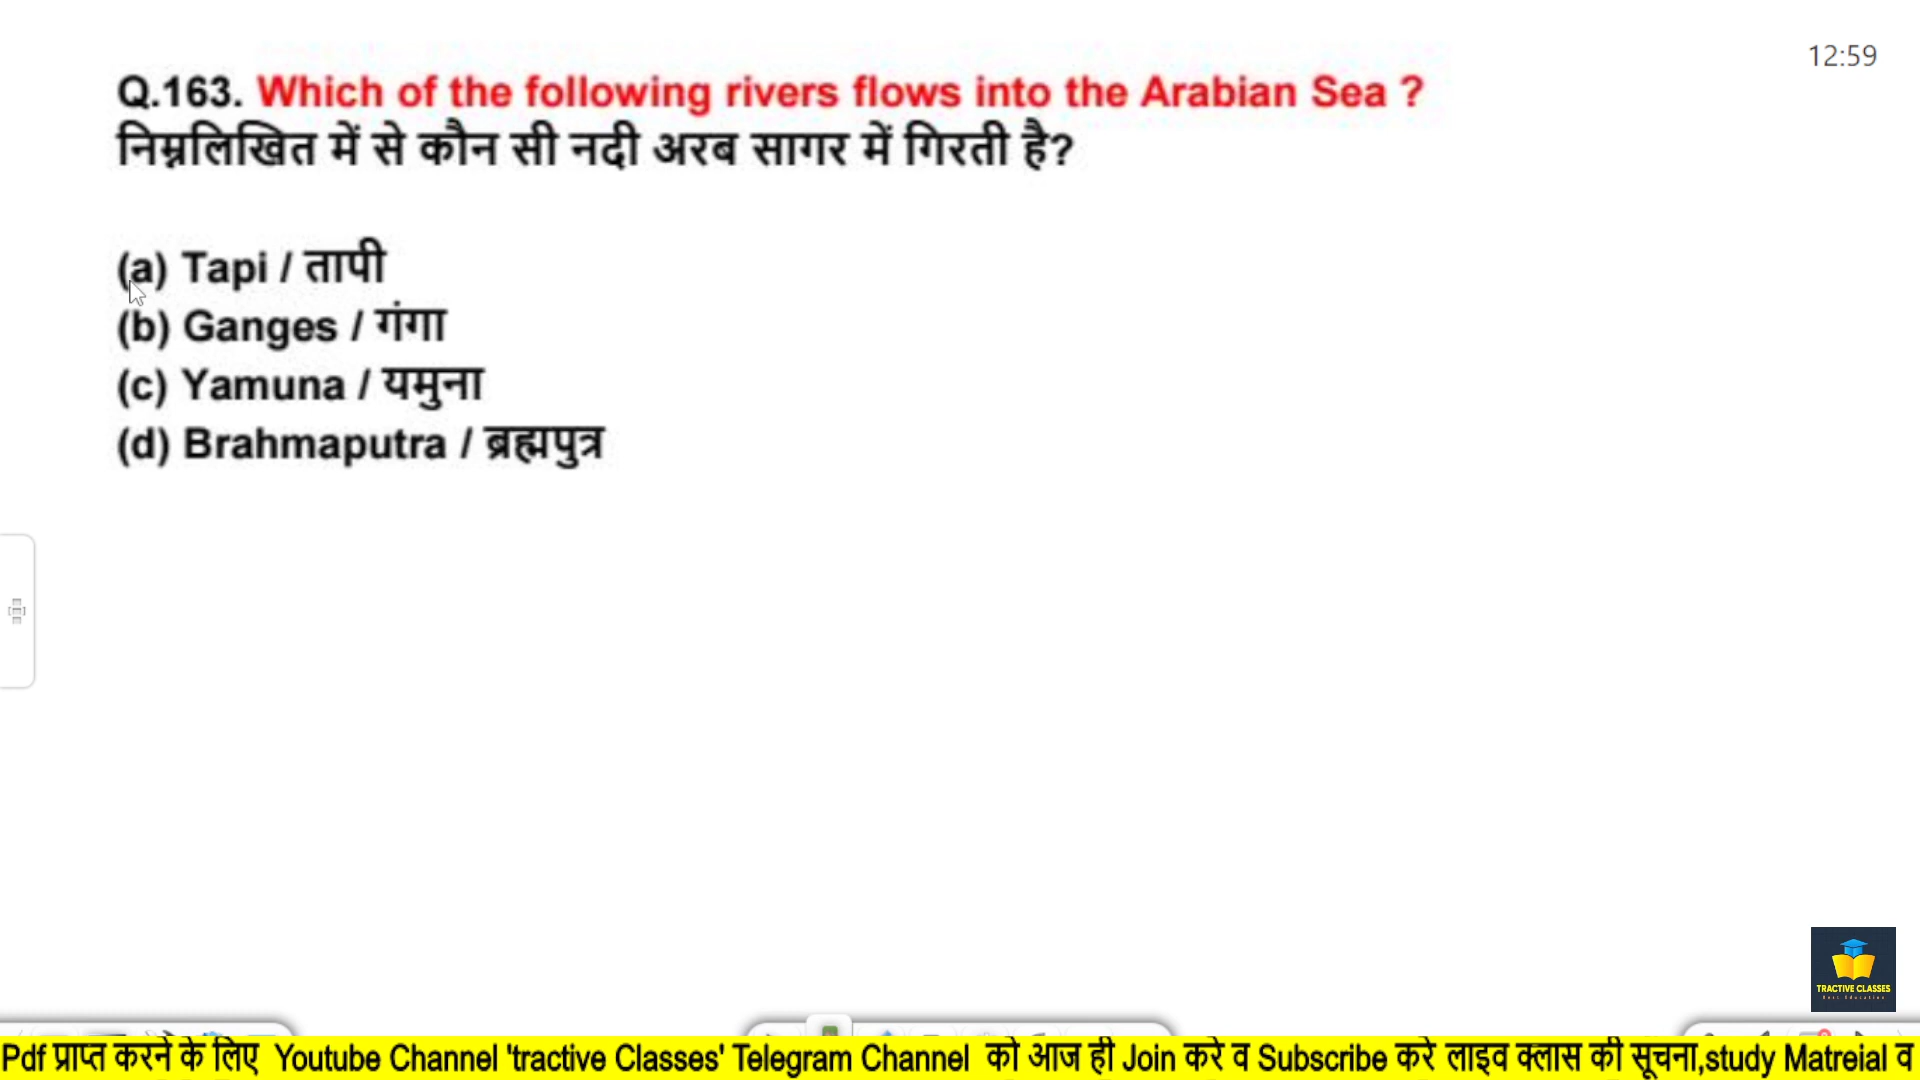 12:59
Q.163. Which of the following rivers flows into the Arabian Sea ?
निम्नलिखित में से कौन सी नदी अरब सागर में गिरती है?
(a) Tapi / तापी
(b) Ganges / गंगा
(c) Yamuna / यमुना
(d) Brahmaputra / ब्रह्मपुत्र
TRACTIVE CLASSES
Best Education
Pdf प्राप्त करने के लिए Youtube Channel 'tractive Classes' Telegram Channel को आज ही Join करे व Subscribe करे लाइव क्लास की सूचना,study Matreial व